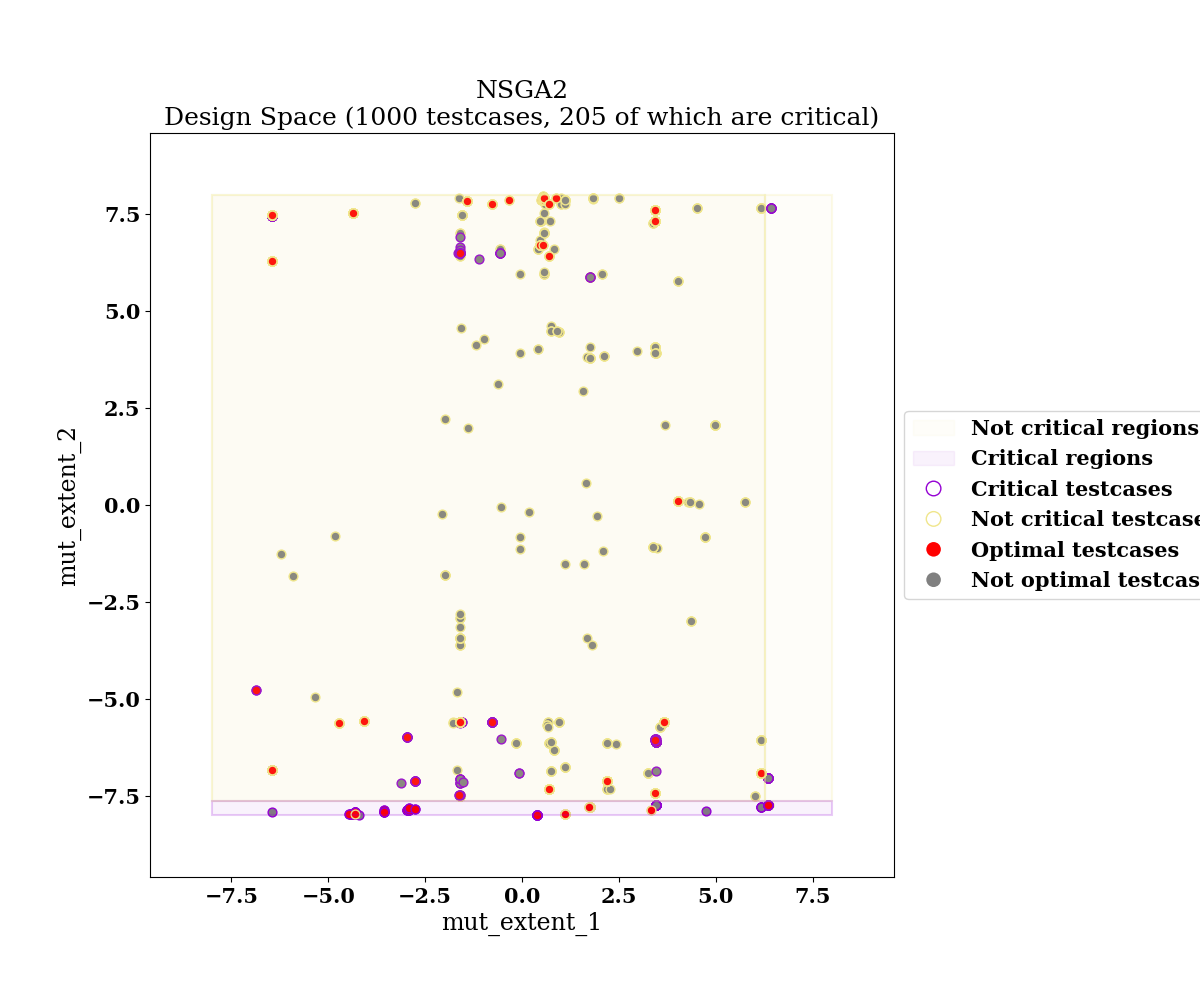 NSGA2
Design Space (1000 testcases, 205 of which are critical)
7.5
5.0
2.5
0.0
−2.5
−5.0
−7.5
mut_extent_2
−7.5
−5.0
−2.5
0.0
2.5
5.0
7.5
mut_extent_1
Not critical regions
Critical regions
Critical testcases
Not critical testcase
Optimal testcases
Not optimal testcas